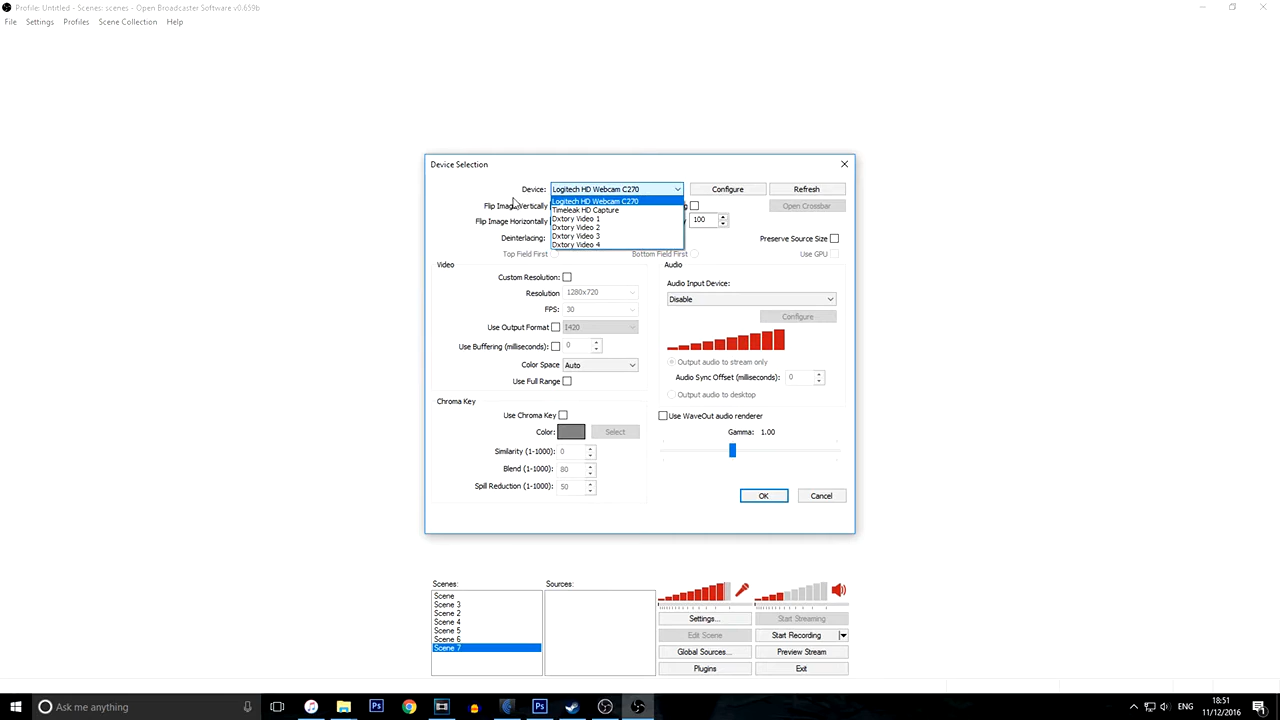 Profile: Untitled - Scenes: scenes - Open Broadcaster Software v0.659b
File Settings Profiles Scene Collection Help
Device Selection
Device: Logitech HD Webcam C270 Configure Refresh
Logitech HD Webcam C270
Timeleak HD Capture
Dxtory Video 1
Dxtory Video 2
Dxtory Video 3
Dxtory Video 4
Flip Image Vertically Open Crossbar
Flip Image Horizontally 100
Deinterlacing: Preserve Source Size
Top Field First Bottom Field First Use GPU
Video
Custom Resolution:
Resolution 1280x720
FPS: 30
Use Output Format I420
Use Buffering (milliseconds): 0
Color Space Auto
Use Full Range
Audio
Audio Input Device:
Disable
Configure
Output audio to stream only
Audio Sync Offset (milliseconds): 0
Output audio to desktop
Use WaveOut audio renderer
Gamma: 1.00
Chroma Key
Use Chroma Key
Color: Select
Similarity (1-1000) 0
Blend (1-1000) 80
Spill Reduction (1-1000) 50
OK Cancel
Scenes:
Scene
Scene 3
Scene 2
Scene 4
Scene 5
Scene 6
Scene 7
Sources:
Settings... Start Streaming
Edit Scene Start Recording
Global Sources... Preview Stream
Plugins Exit
Ask me anything
ENG
18:51
11/12/2016